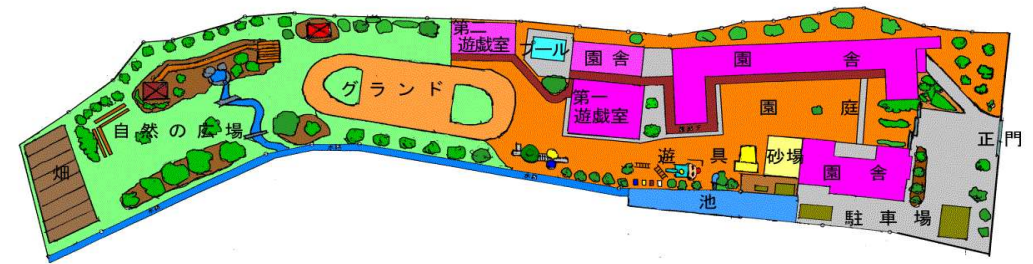 第二
遊戯室
プール
園舎
園舎
グランド
第一
遊戯室
園庭
自然の広場
正門
遊具
砂場
畑
園舎
池
駐車場